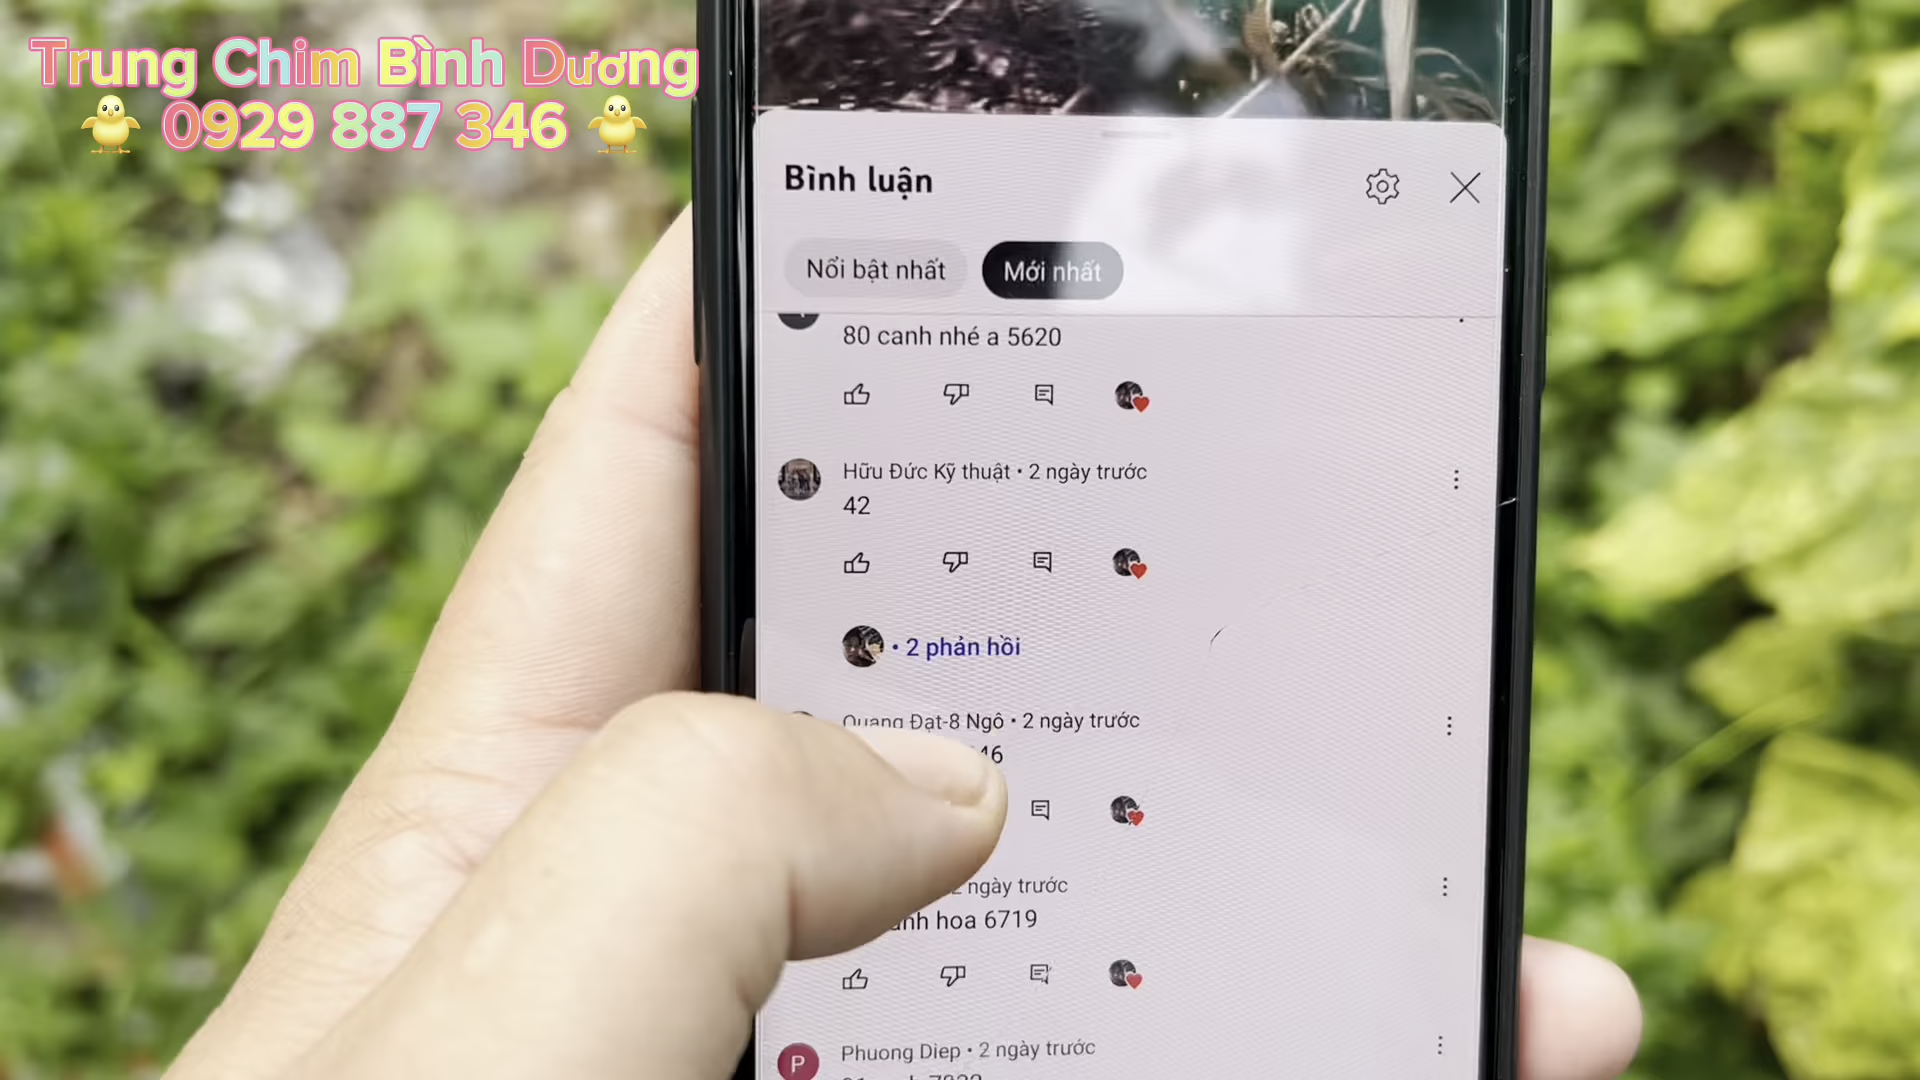 Trung Chim Bình Dương
0929 887 346
Bình luận
Nổi bật nhất
Mới nhất
80 canh nhé a 5620
Hữu Đức Kỹ thuật • 2 ngày trước
42
• 2 phản hồi
Quang Đạt-8 Ngô • 2 ngày trước
46
2 ngày trước
hoa 6719
P
Phuong Diep • 2 ngày trước